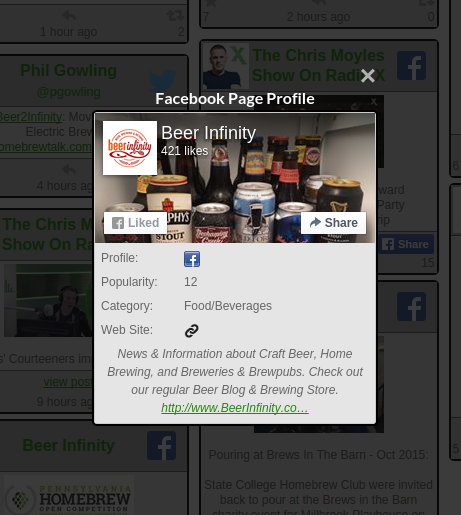 7
2 hours ago
0
1 hour ago
2
Phil Gowling
@pgowling
Beer2Infinity: Mov
Electric Brew
omebrewtalk.com
4 hours ago
The Chris Moyles
Show On Radio X
Facebook Page Profile
beer infinity
Beer Infinity
421 likes
Liked
Share
Profile:
Popularity: 12
Category: Food/Beverages
Web Site:
News & Information about Craft Beer, Home
Brewing, and Breweries & Brewpubs. Check out
our regular Beer Blog & Brewing Store.
http://www.BeerInfinity.co…
STOUT
STOUT
ward
Party
ip
Share
15
The Chris M
Show On Ra
s' Courteeners
view pos
9 hours ag
Beer Infinity
PENNSYLVANIA
HOMEBREW
OPEN COMPETITION
Pouring at Brews In The Barn - Oct 2015:
State College Homebrew Club were invited
back to pour at the Brews in the Barn
charity event for Millbrook Playhouse on